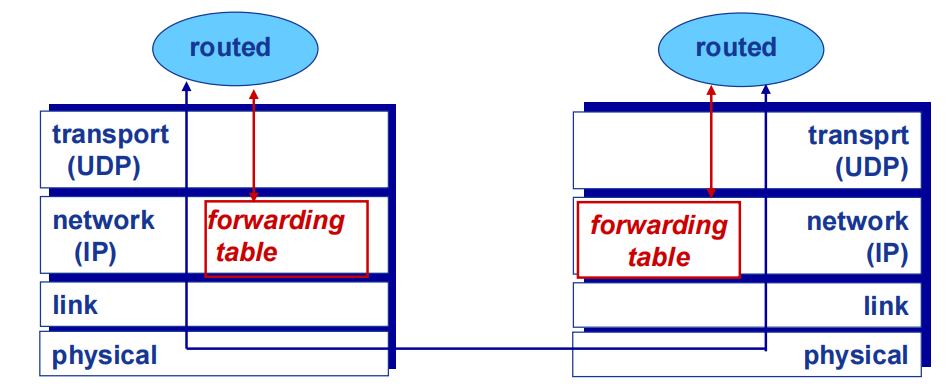 routed
routed
transport
(UDP)
transprt
(UDP)
network
(IP)
forwarding
table
forwarding
table
network
(IP)
link
link
physical
physical